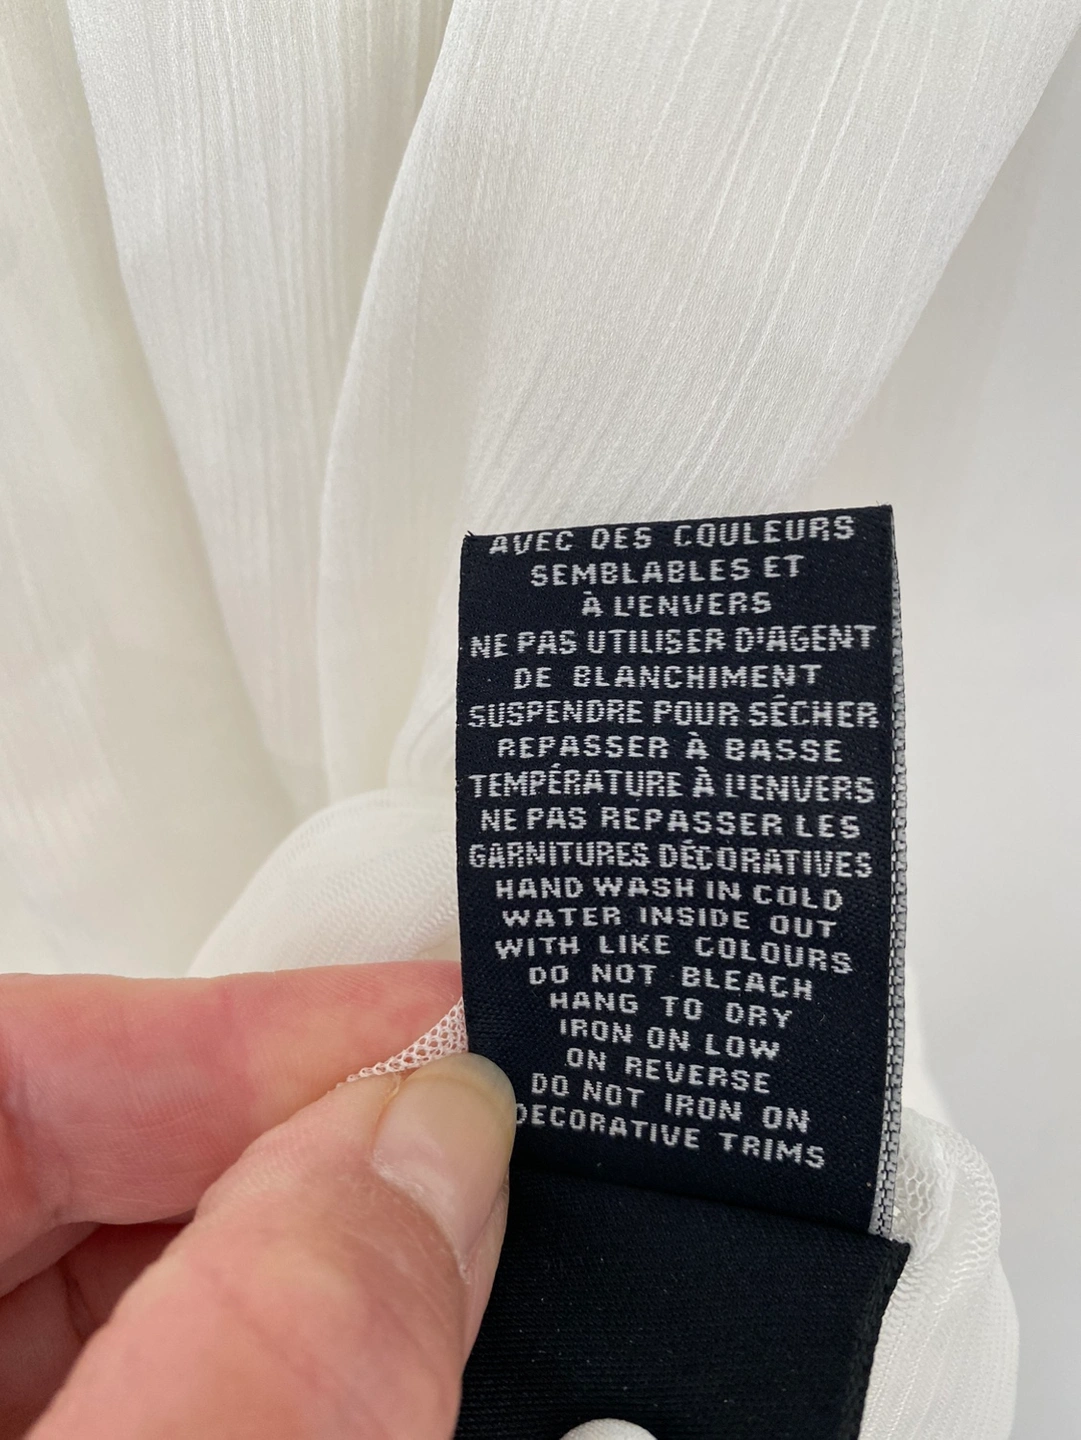 AVEC DES COULEURS
SEMBLABLES ET
À L'ENVERS
NE PAS UTILISER D'AGENT
DE BLANCHIMENT
SUSPENDRE POUR SÉCHER
REPASSER À BASSE
TEMPÉRATURE À L'ENVERS
NE PAS REPASSER LES
GARNITURES DÉCORATIVES
HAND WASH IN COLD
WATER INSIDE OUT
WITH LIKE COLOURS
DO NOT BLEACH
HANG TO DRY
IRON ON LOW
ON REVERSE
DO NOT IRON ON
DECORATIVE TRIMS